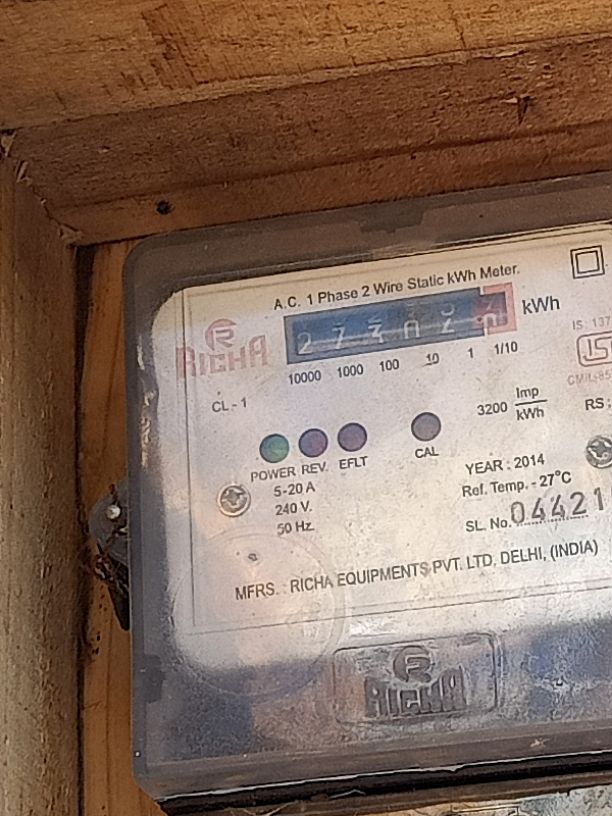 A.C. 1 Phase 2 Wire Static kWh Meter.
RICHA
kWh
10000 1000 100 10 1 1/10
IS: 137
CL - 1
3200 Imp/kWh
RS:
POWER REV. EFLT CAL
5-20 A
240 V.
50 Hz.
YEAR : 2014
Ref. Temp. - 27°C
SL. No. 04421
MFRS. : RICHA EQUIPMENTS PVT. LTD, DELHI, (INDIA)
RICHA